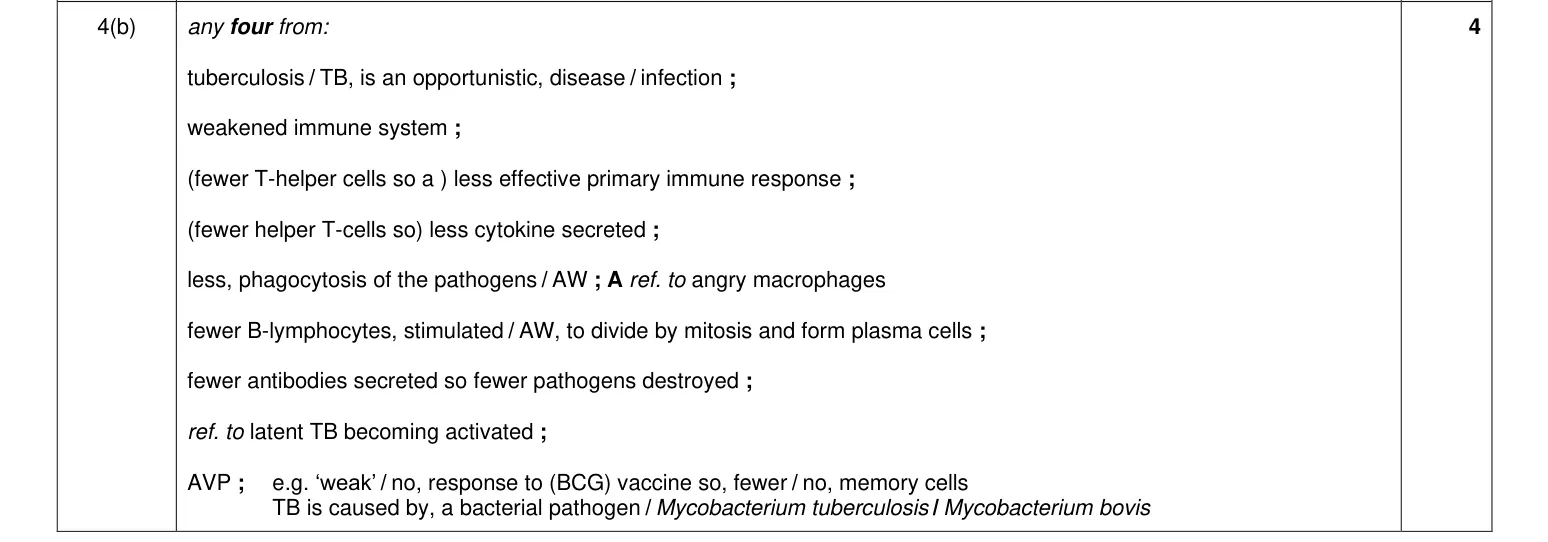 4(b) any four from: 4
tuberculosis / TB, is an opportunistic, disease / infection ;
weakened immune system ;
(fewer T-helper cells so a ) less effective primary immune response ;
(fewer helper T-cells so) less cytokine secreted ;
less, phagocytosis of the pathogens / AW ; A ref. to angry macrophages
fewer B-lymphocytes, stimulated / AW, to divide by mitosis and form plasma cells ;
fewer antibodies secreted so fewer pathogens destroyed ;
ref. to latent TB becoming activated ;
AVP ; e.g. ‘weak’ / no, response to (BCG) vaccine so, fewer / no, memory cells
TB is caused by, a bacterial pathogen / Mycobacterium tuberculosis / Mycobacterium bovis